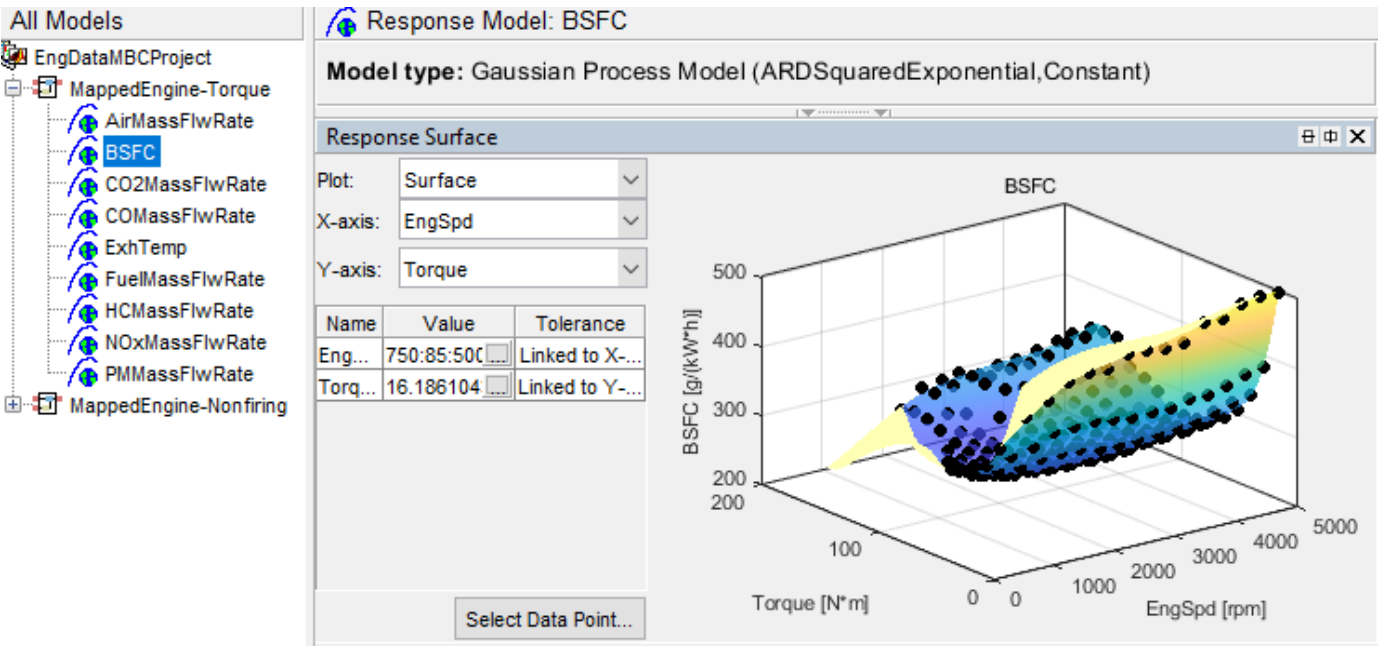 All Models
EngDataMBCProject
MappedEngine-Torque
AirMassFlwRate
BSFC
CO2MassFlwRate
COMassFlwRate
ExhTemp
FuelMassFlwRate
HCMassFlwRate
NOxMassFlwRate
PMMassFlwRate
MappedEngine-Nonfiring
Response Model: BSFC
Model type: Gaussian Process Model (ARDSquaredExponential,Constant)
Response Surface
Plot: Surface
X-axis: EngSpd
Y-axis: Torque
Name Value Tolerance
Eng... 750:85:500 ... Linked to X-...
Torq... 16.186104 ... Linked to Y-...
Select Data Point...
BSFC
500
400
300
200
BSFC [g/(kW*h)]
200
100
0
Torque [N*m]
0
1000
2000
3000
4000
5000
EngSpd [rpm]